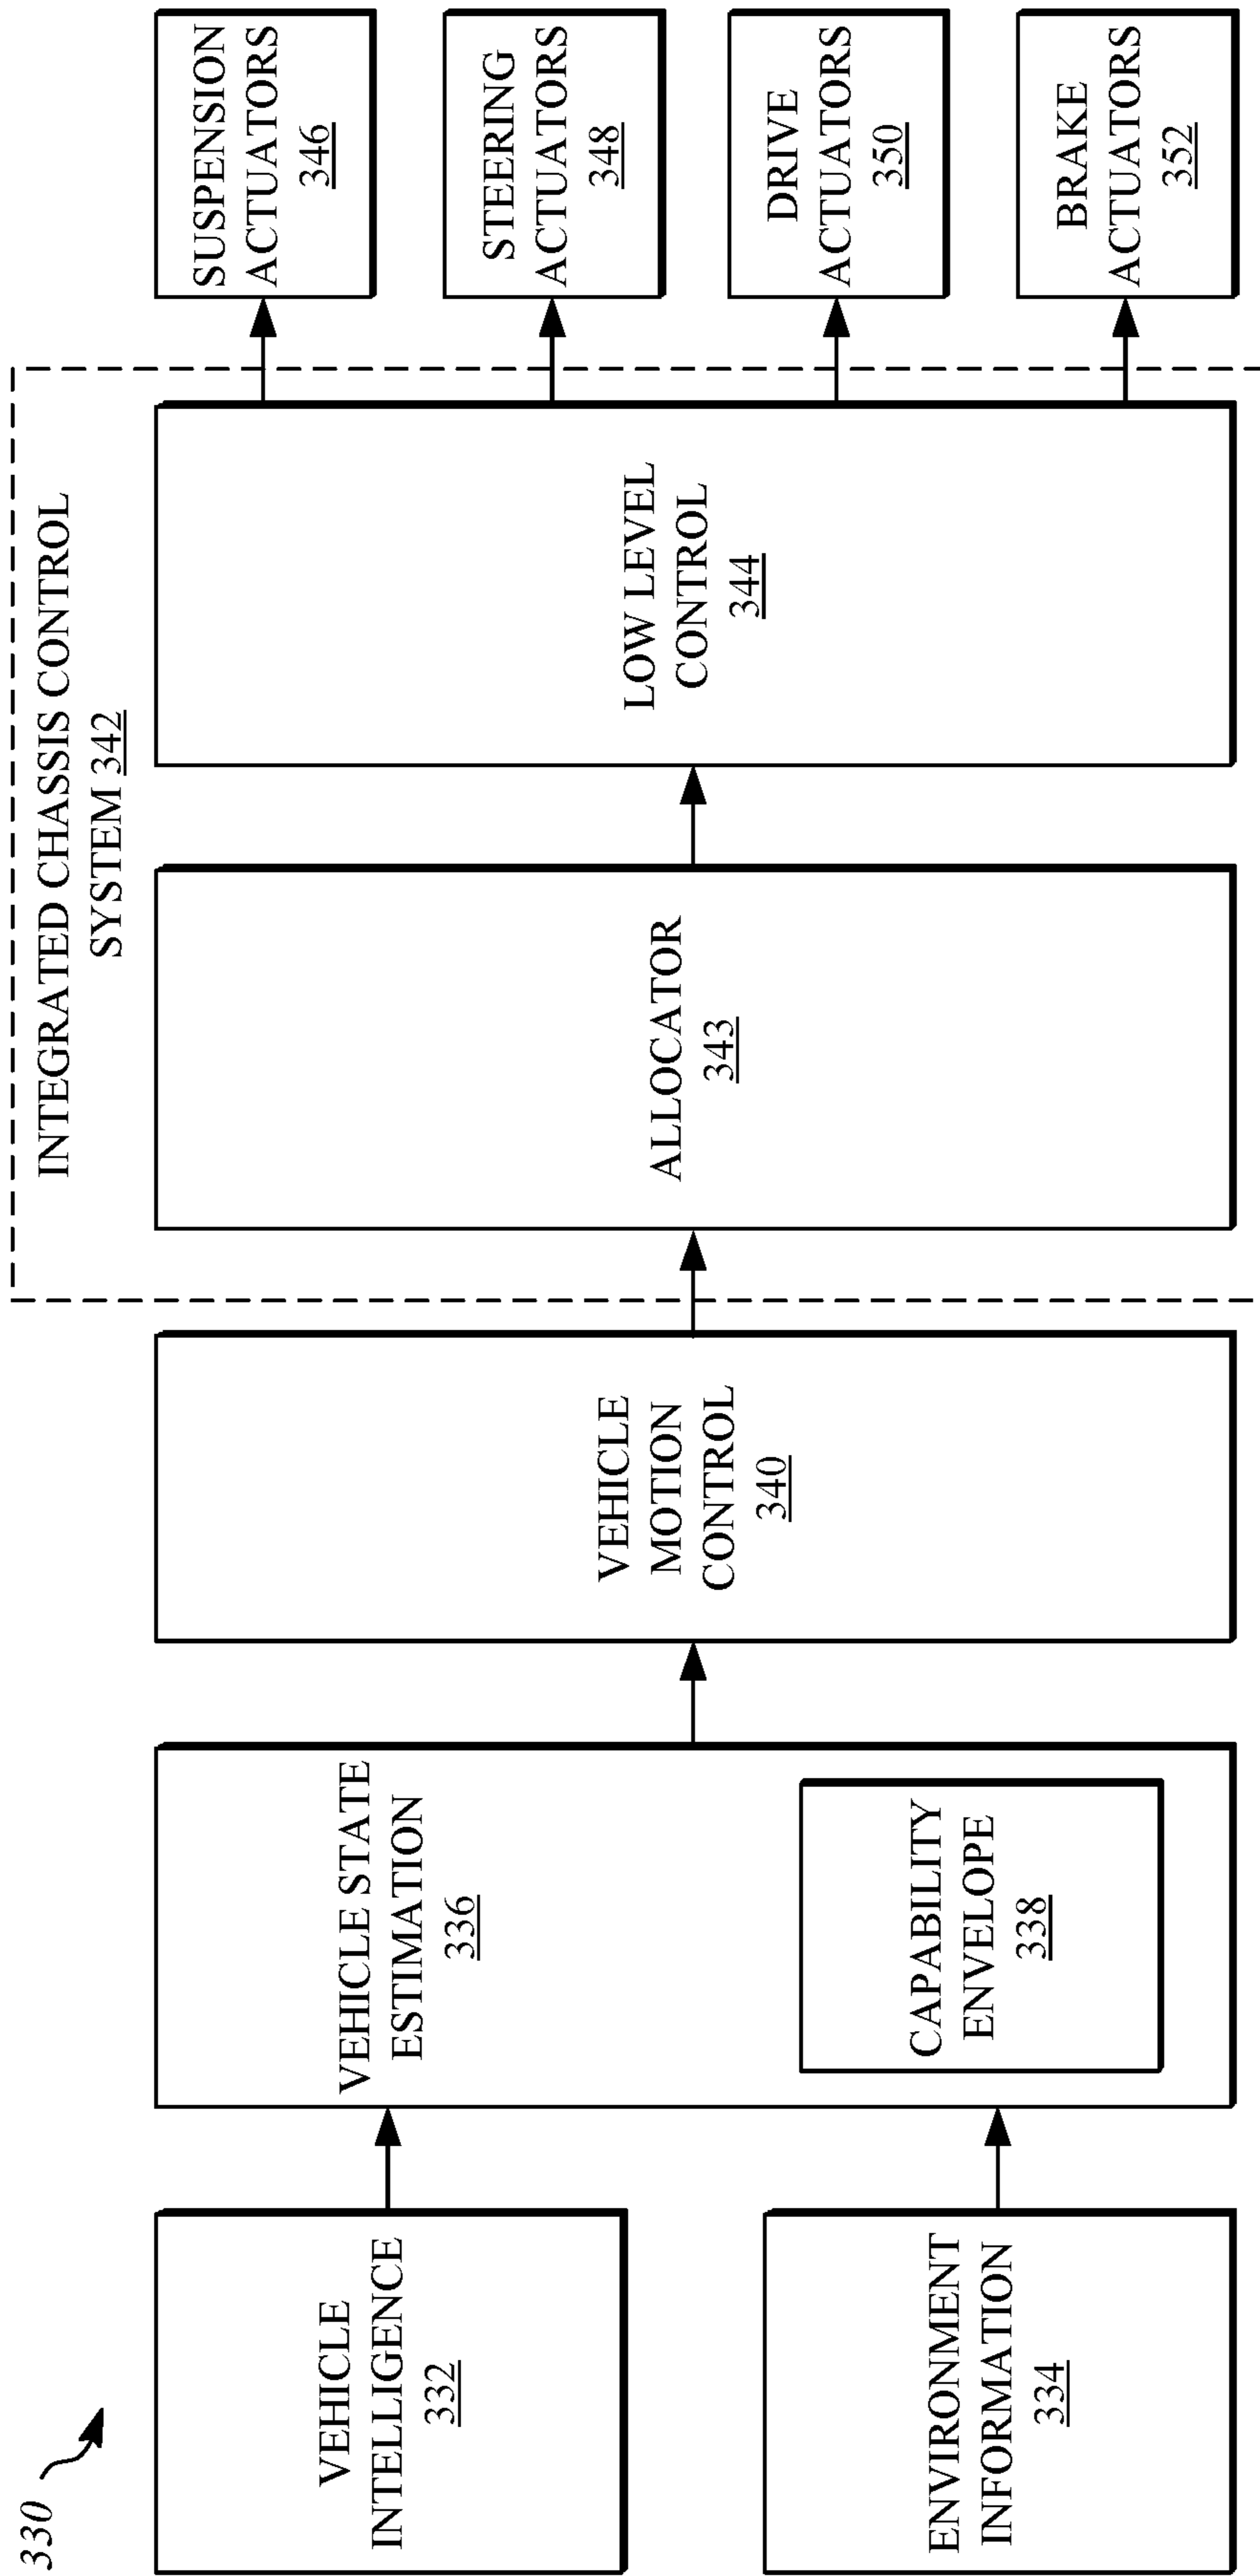 330
VEHICLE
INTELLIGENCE
332
ENVIRONMENT
INFORMATION
334
VEHICLE STATE
ESTIMATION
336
CAPABILITY
ENVELOPE
338
VEHICLE
MOTION
CONTROL
340
INTEGRATED CHASSIS CONTROL
SYSTEM 342
ALLOCATOR
343
LOW LEVEL
CONTROL
344
SUSPENSION
ACTUATORS
346
STEERING
ACTUATORS
348
DRIVE
ACTUATORS
350
BRAKE
ACTUATORS
352